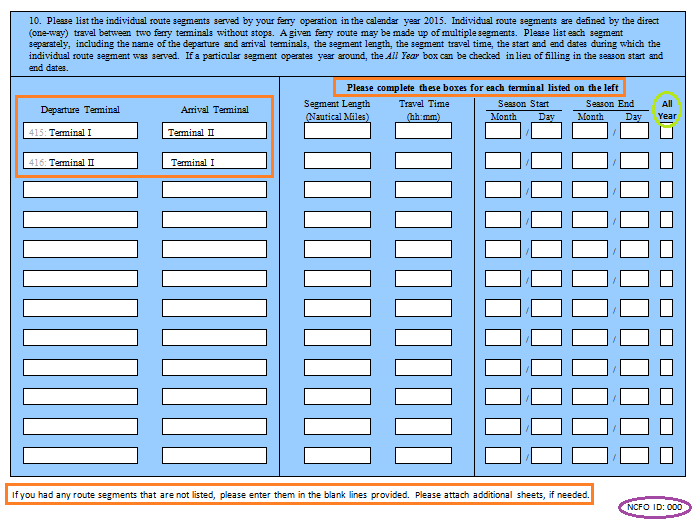 10. Please list the individual route segments served by your ferry operation in the calendar year 2015. Individual route segments are defined by the direct
(one-way) travel between two ferry terminals without stops. A given ferry route may be made up of multiple segments. Please list each segment
separately, including the name of the departure and arrival terminals, the segment length, the segment travel time, the start and end dates during which the
individual route segment was served. If a particular segment operates year around, the All Year box can be checked in lieu of filling in the season start and
end dates.
Please complete these boxes for each terminal listed on the left
Departure Terminal Arrival Terminal Segment Length Travel Time Season Start Season End All
(Nautical Miles) (hh:mm) Month Day Month Day Year
415: Terminal I Terminal II / /
416: Terminal II Terminal I / /
/ /
/ /
/ /
/ /
/ /
/ /
/ /
/ /
/ /
/ /
If you had any route segments that are not listed, please enter them in the blank lines provided. Please attach additional sheets, if needed.
NCFO ID: 000